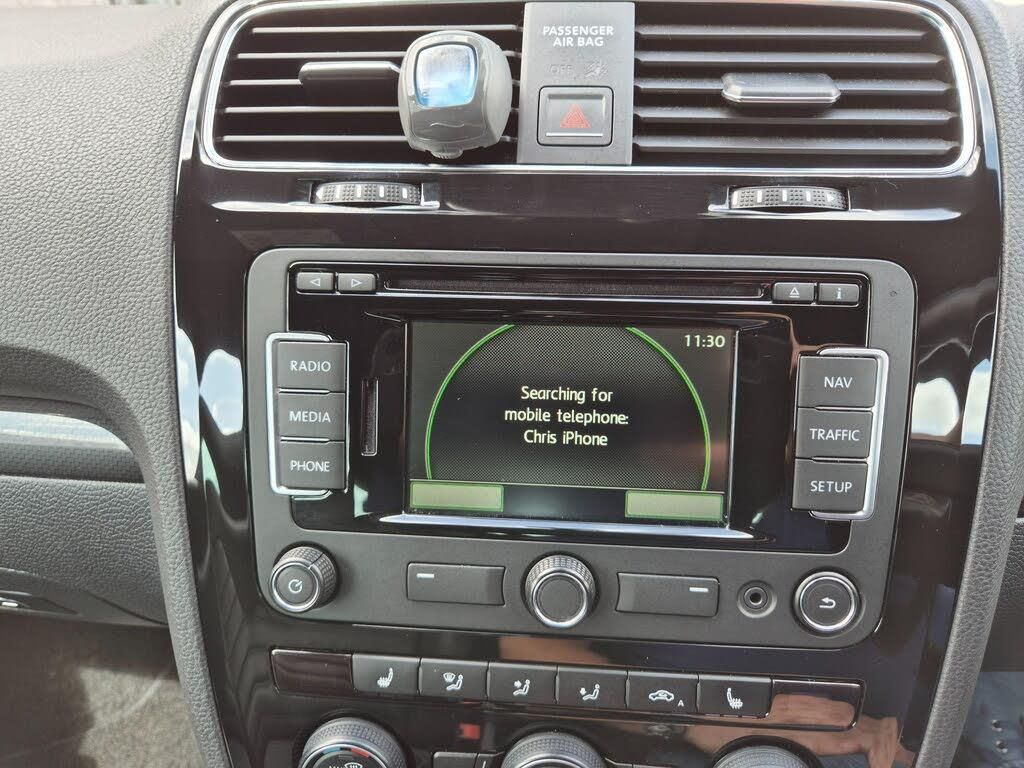 PASSENGER
AIR BAG
OFF
11:30
RADIO
MEDIA
PHONE
Searching for
mobile telephone:
Chris iPhone
NAV
TRAFFIC
SETUP
i
A